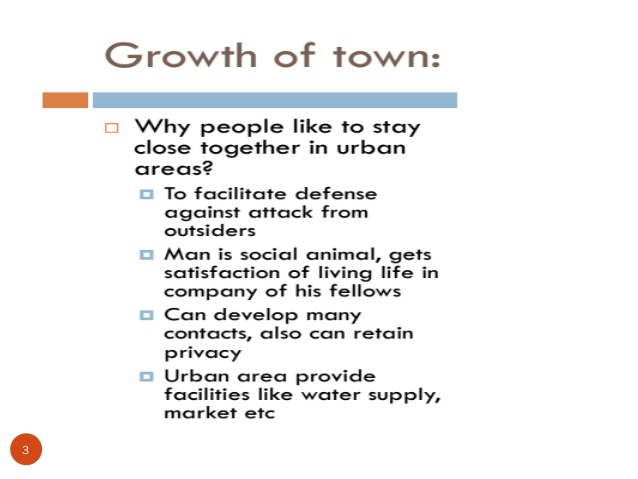 Growth of town:
Why people like to stay
close together in urban
areas?
To facilitate defense
against attack from
outsiders
Man is social animal, gets
satisfaction of living life in
company of his fellows
Can develop many
contacts, also can retain
privacy
Urban area provide
facilities like water supply,
market etc
3